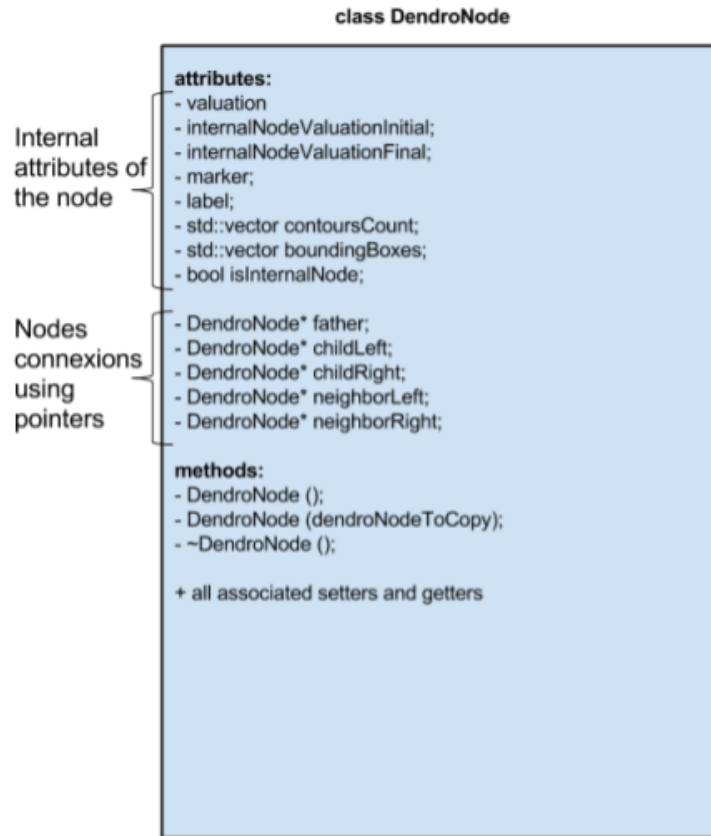 class DendroNode
attributes:
- valuation
- internalNodeValuationInitial;
- internalNodeValuationFinal;
- marker;
- label;
- std::vector contoursCount;
- std::vector boundingBoxes;
- bool isInternalNode;
Internal
attributes of
the node
- DendroNode* father;
- DendroNode* childLeft;
- DendroNode* childRight;
- DendroNode* neighborLeft;
- DendroNode* neighborRight;
Nodes
connexions
using
pointers
methods:
- DendroNode ();
- DendroNode (dendroNodeToCopy);
- ~DendroNode ();
+ all associated setters and getters